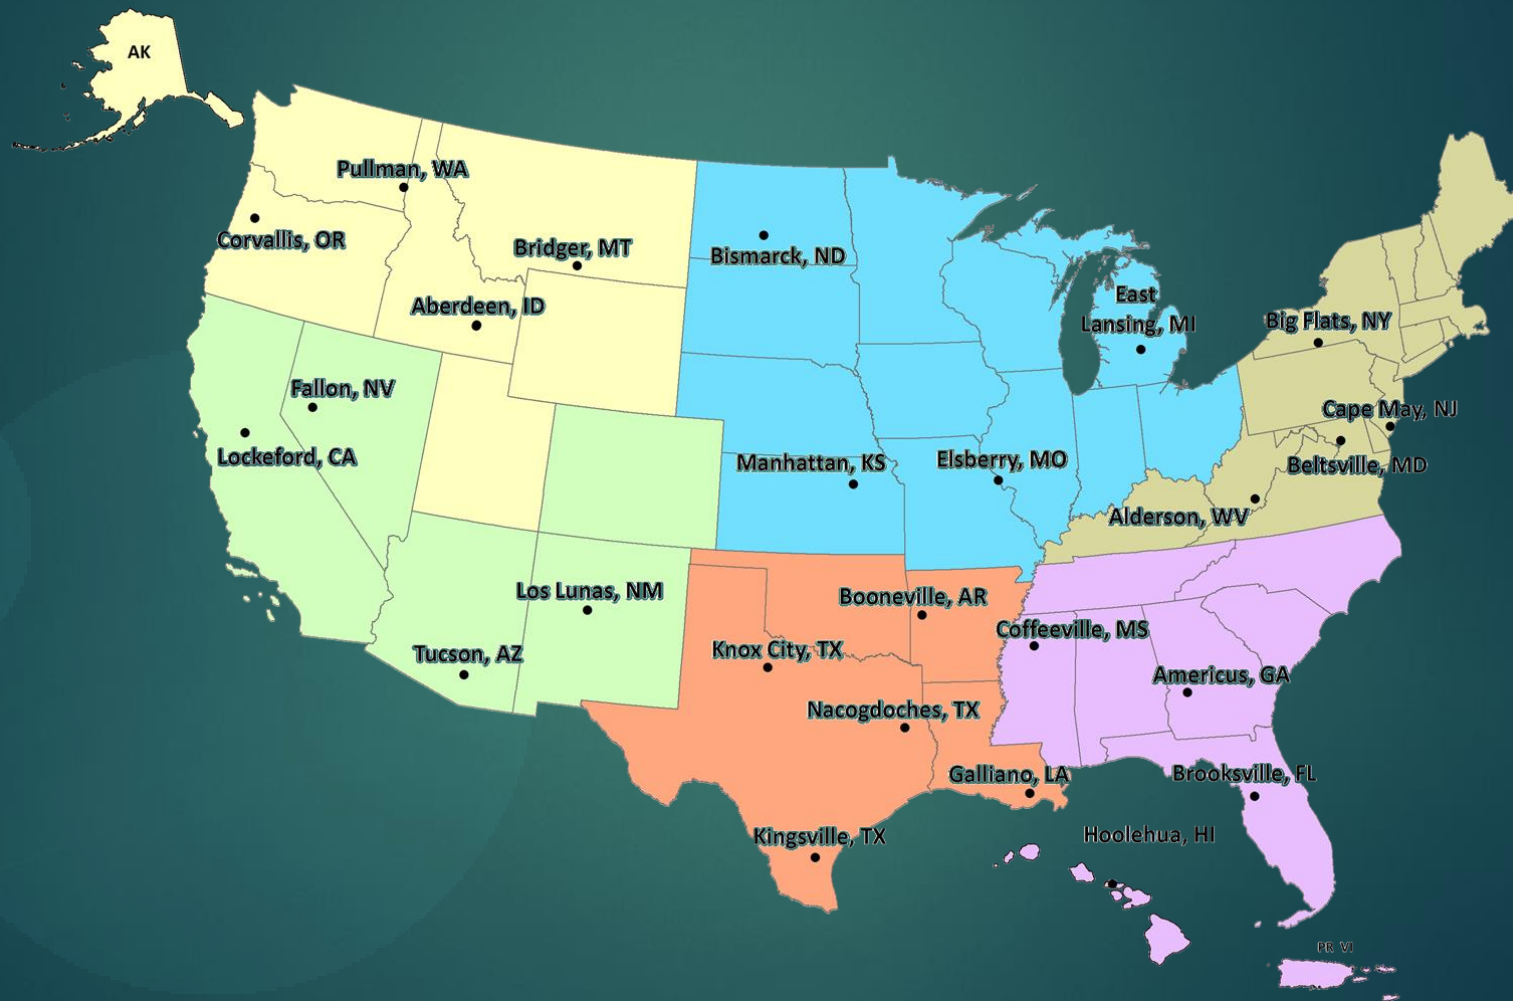 AK
Pullman, WA
Corvallis, OR
Bridger, MT
Bismarck, ND
Aberdeen, ID
East
Lansing, MI
Big Flats, NY
Fallon, NV
Cape May, NJ
Lockeford, CA
Manhattan, KS
Elsberry, MO
Beltsville, MD
Alderson, WV
Los Lunas, NM
Booneville, AR
Coffeeville, MS
Tucson, AZ
Knox City, TX
Americus, GA
Nacogdoches, TX
Galliano, LA
Brooksville, FL
Kingsville, TX
Hoolehua, HI
PR VI